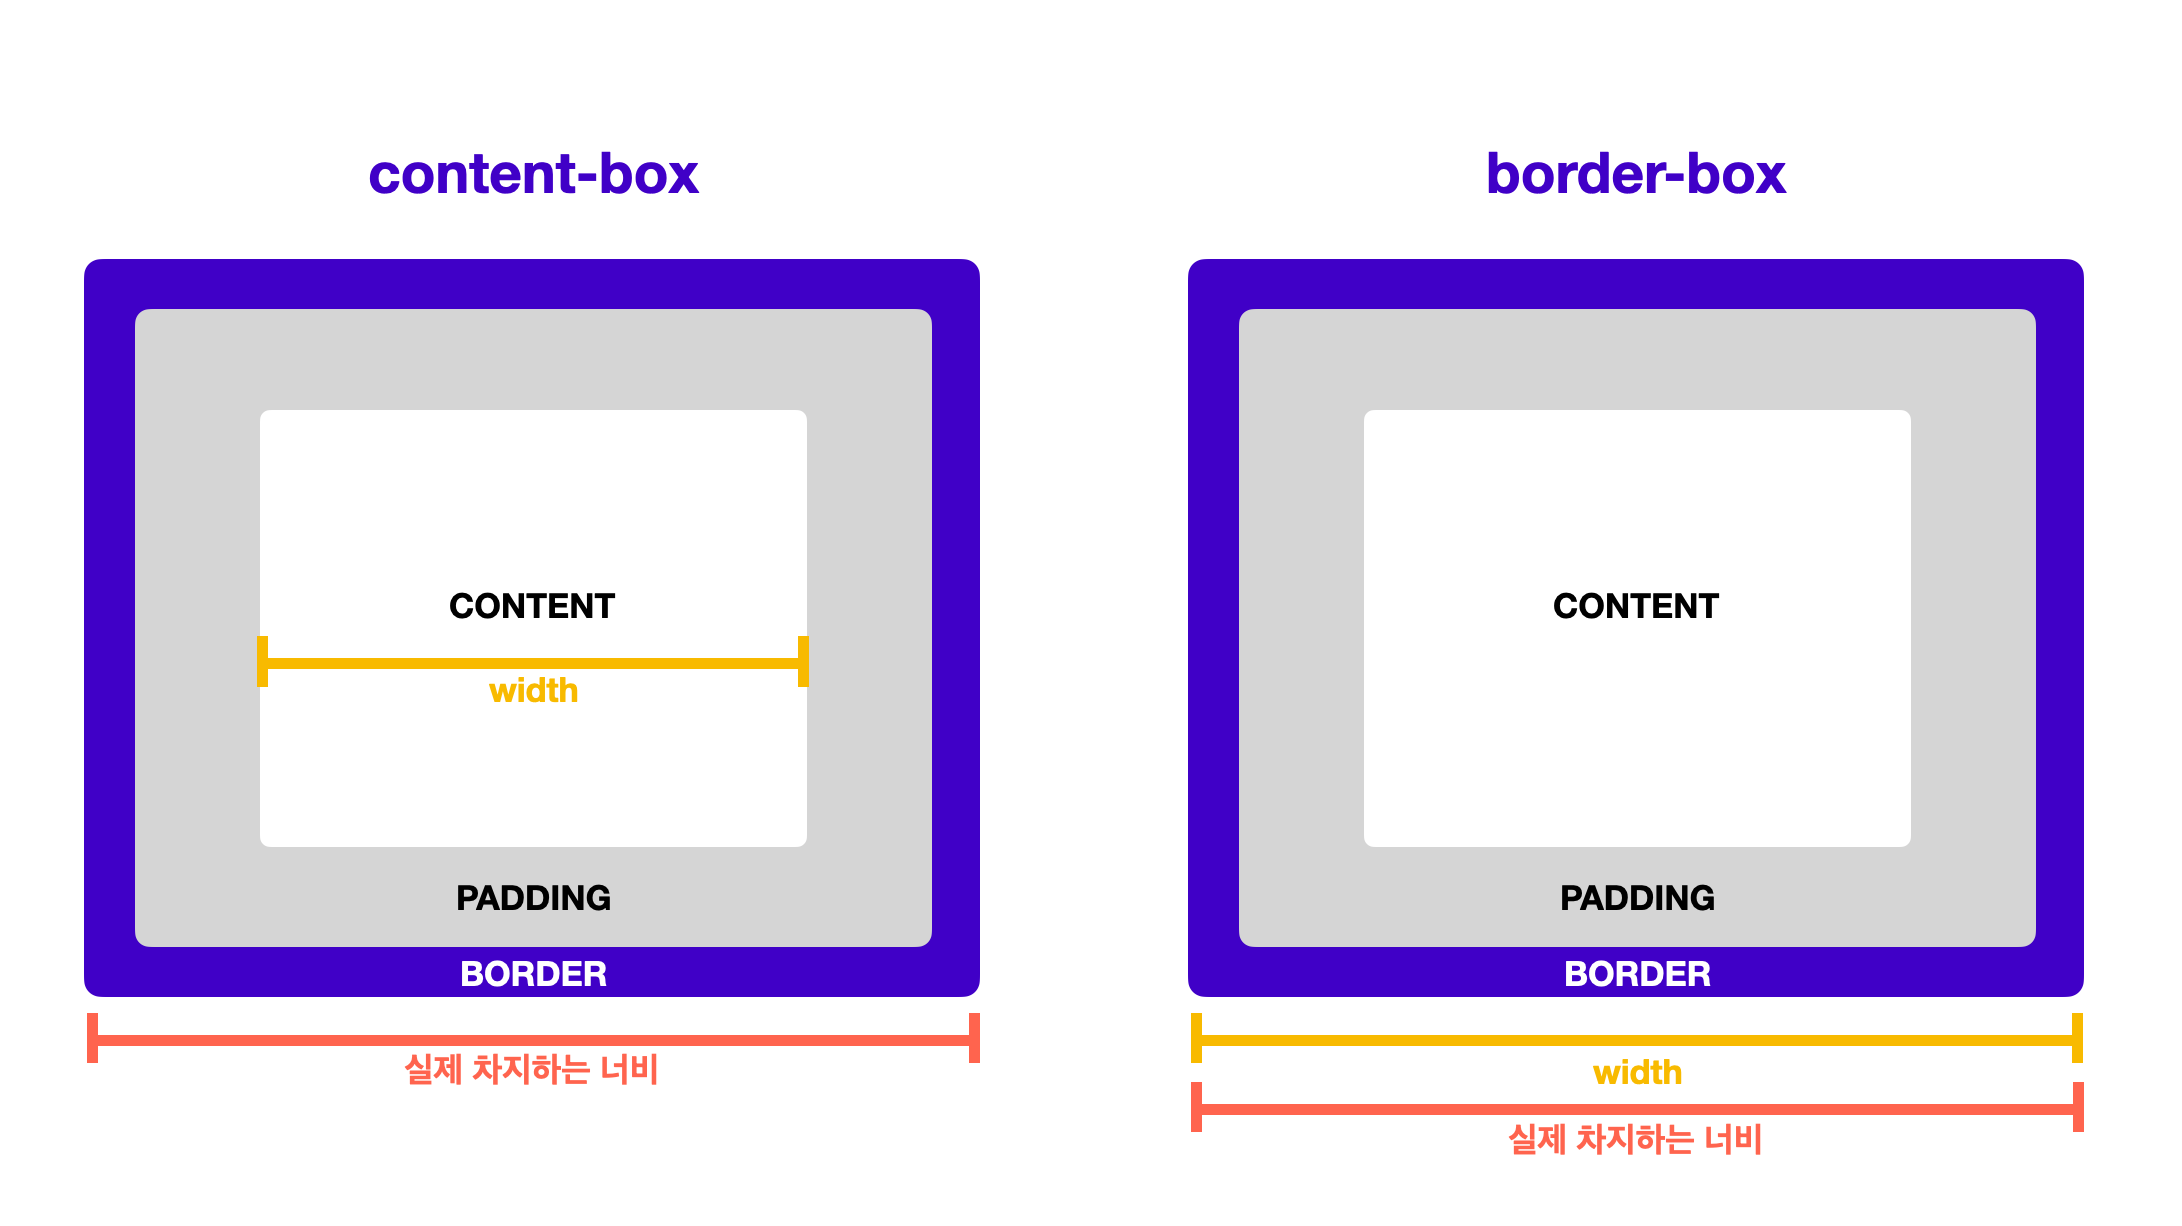 content-box
CONTENT
width
PADDING
BORDER
실제 차지하는 너비
border-box
CONTENT
PADDING
BORDER
width
실제 차지하는 너비